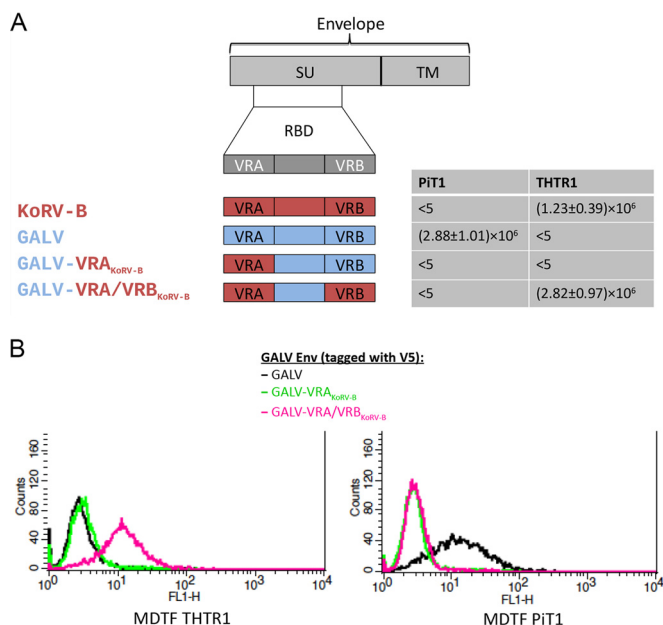 A
Envelope
SU TM
RBD
VRA VRB
PiT1 THTR1
KoRV-B VRA VRB <5 (1.23±0.39)×10⁶
GALV VRA VRB (2.88±1.01)×10⁶ <5
GALV-VRA_KoRV-B VRA VRB <5 <5
GALV-VRA/VRB_KoRV-B VRA VRB <5 (2.82±0.97)×10⁶
B
GALV Env (tagged with V5):
– GALV
– GALV-VRA_KoRV-B
– GALV-VRA/VRB_KoRV-B
Counts
0 40 80 120 160
10⁰ 10¹ 10² 10³ 10⁴
FL1-H
MDTF THTR1
Counts
0 40 80 120 160
10⁰ 10¹ 10² 10³ 10⁴
FL1-H
MDTF PiT1